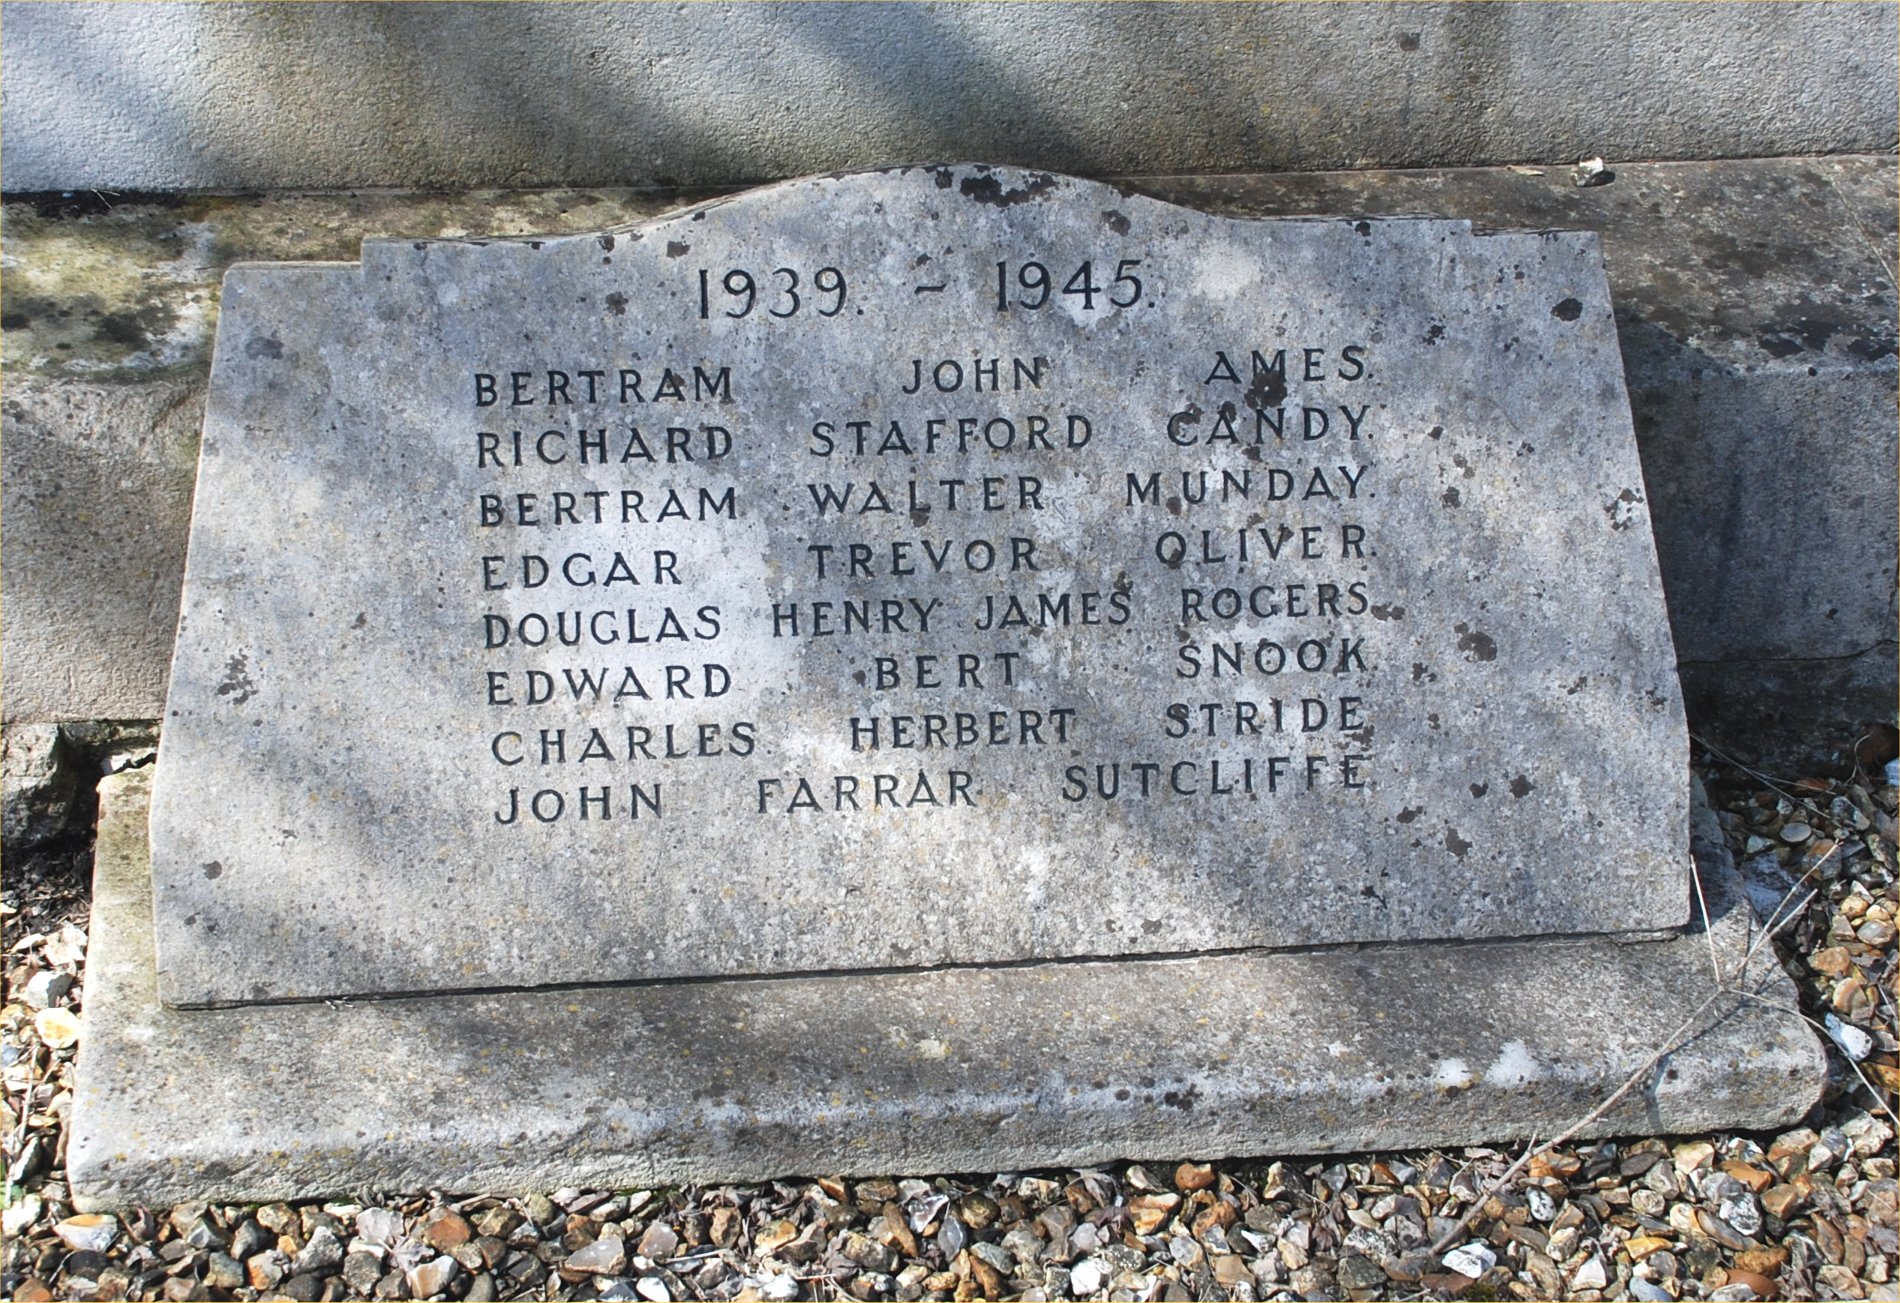 1939. - 1945.
BERTRAM JOHN AMES.
RICHARD STAFFORD CANDY.
BERTRAM WALTER MUNDAY.
EDGAR TREVOR OLIVER.
DOUGLAS HENRY JAMES ROGERS.
EDWARD BERT SNOOK.
CHARLES HERBERT STRIDE
JOHN FARRAR SUTCLIFFE